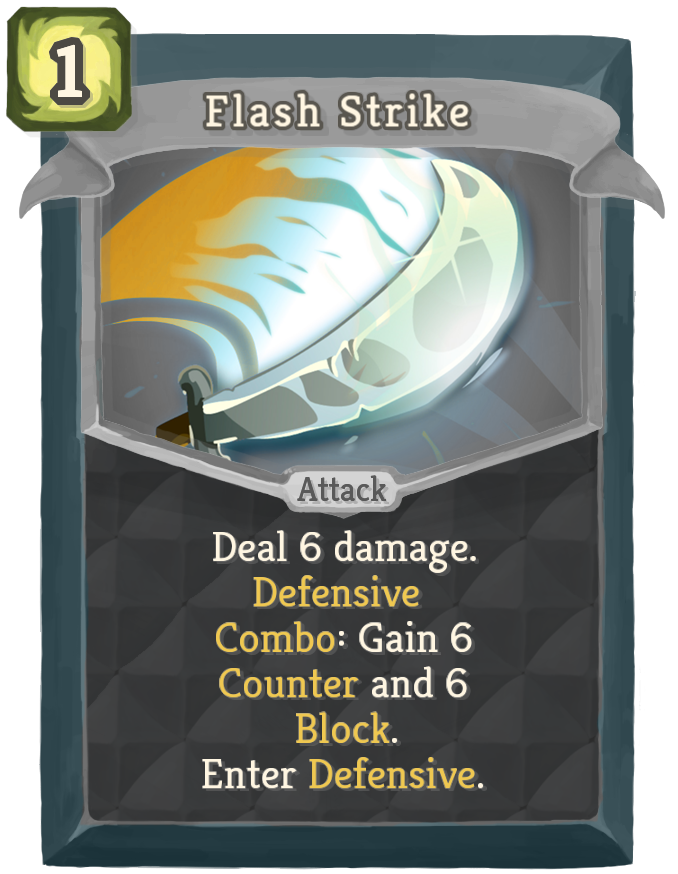 1
Flash Strike
Attack
Deal 6 damage.
Defensive
Combo: Gain 6
Counter and 6
Block.
Enter Defensive.